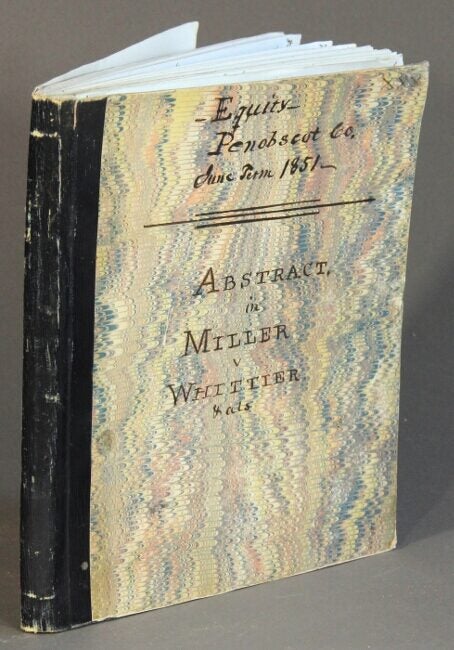 - Equity -
Penobscot Co.
June Term 1851 -
ABSTRACT,
in
MILLER
v
WHITTIER
& als